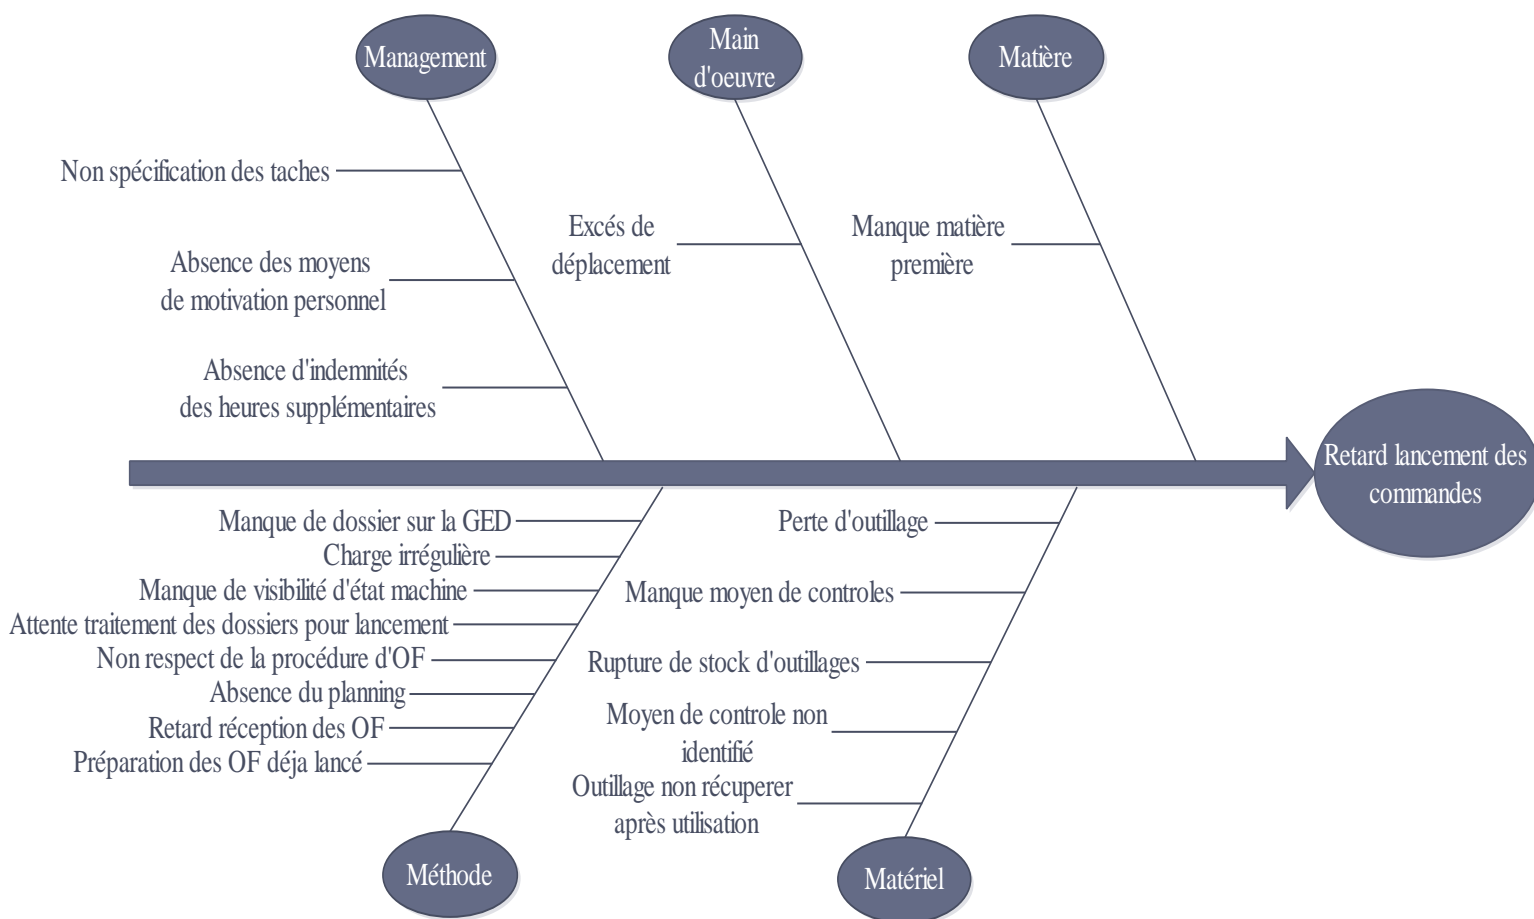 Management
Main
d'oeuvre
Matière
Non spécification des taches
Absence des moyens
de motivation personnel
Absence d'indemnités
des heures supplémentaires
Excés de
déplacement
Manque matière
première
Retard lancement des
commandes
Manque de dossier sur la GED
Charge irrégulière
Manque de visibilité d'état machine
Attente traitement des dossiers pour lancement
Non respect de la procédure d'OF
Absence du planning
Retard réception des OF
Préparation des OF déja lancé
Perte d'outillage
Manque moyen de controles
Rupture de stock d'outillages
Moyen de controle non
identifié
Outillage non récuperer
après utilisation
Méthode
Matériel